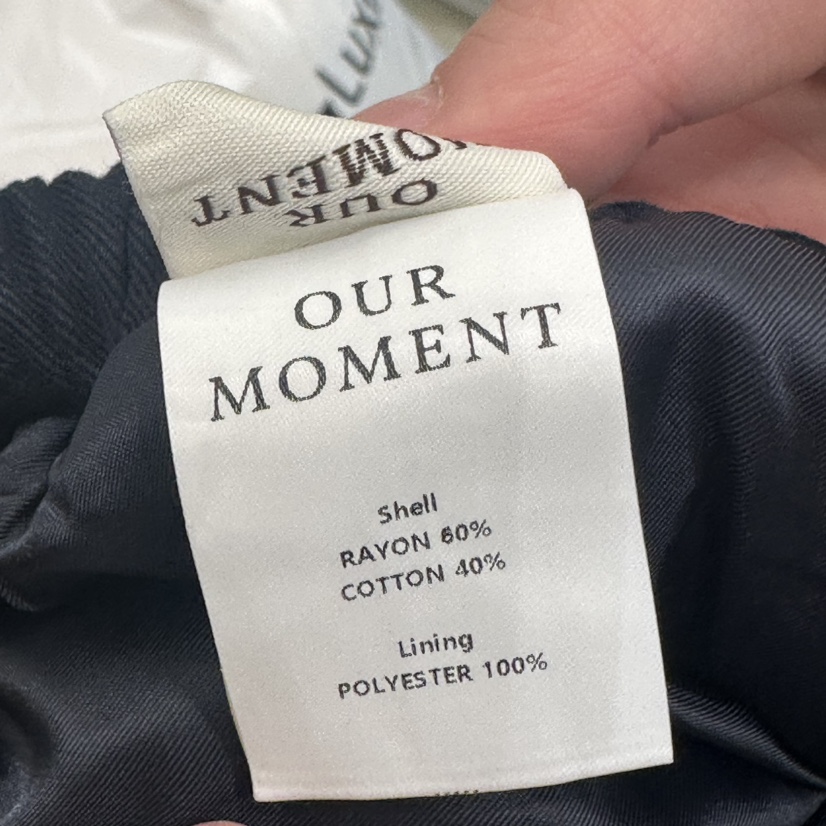 OUR
MOMENT
OUR
MOMENT
Shell
RAYON 60%
COTTON 40%
Lining
POLYESTER 100%